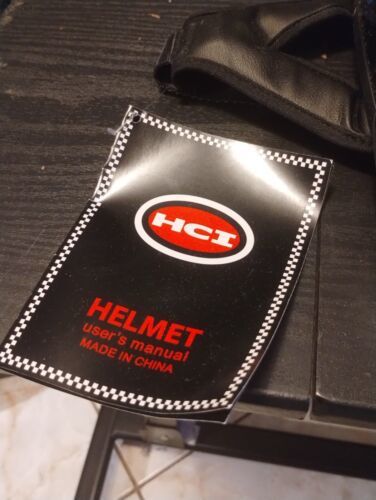 HCI
HELMET
user's manual
MADE IN CHINA